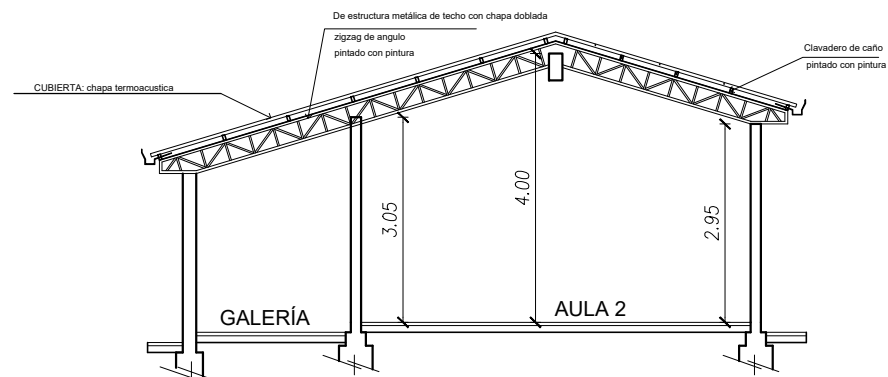 De estructura metálica de techo con chapa doblada
zigzag de angulo
pintado con pintura
Clavadero de caño
pintado con pintura
CUBIERTA: chapa termoacustica
3.05
4.00
2.95
GALERÍA
AULA 2